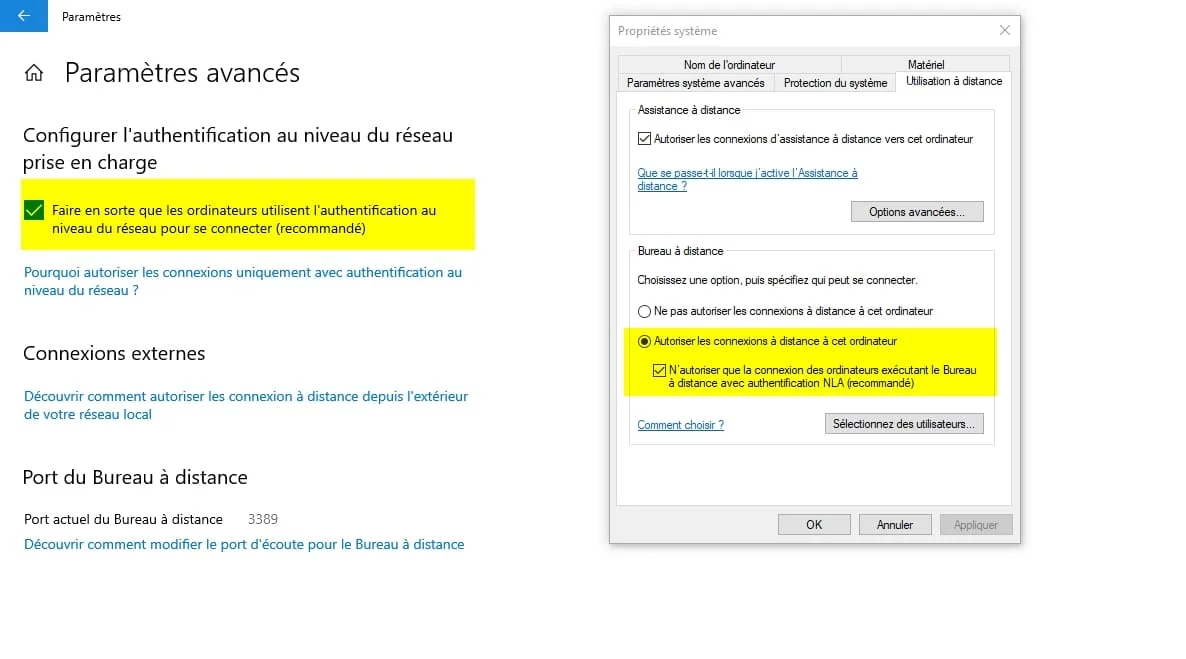 Paramètres
Paramètres avancés
Configurer l'authentification au niveau du réseau
prise en charge
Faire en sorte que les ordinateurs utilisent l'authentification au
niveau du réseau pour se connecter (recommandé)
Pourquoi autoriser les connexions uniquement avec authentification au
niveau du réseau ?
Connexions externes
Découvrir comment autoriser les connexion à distance depuis l'extérieur
de votre réseau local
Port du Bureau à distance
Port actuel du Bureau à distance 3389
Découvrir comment modifier le port d'écoute pour le Bureau à distance
Propriétés système
Nom de l'ordinateur Matériel
Paramètres système avancés Protection du système Utilisation à distance
Assistance à distance
Autoriser les connexions d'assistance à distance vers cet ordinateur
Que se passe-t-il lorsque j'active l'Assistance à
distance ?
Options avancées...
Bureau à distance
Choisissez une option, puis spécifiez qui peut se connecter.
Ne pas autoriser les connexions à distance à cet ordinateur
Autoriser les connexions à distance à cet ordinateur
N'autoriser que la connexion des ordinateurs exécutant le Bureau
à distance avec authentification NLA (recommandé)
Comment choisir ? Sélectionnez des utilisateurs...
OK Annuler Appliquer